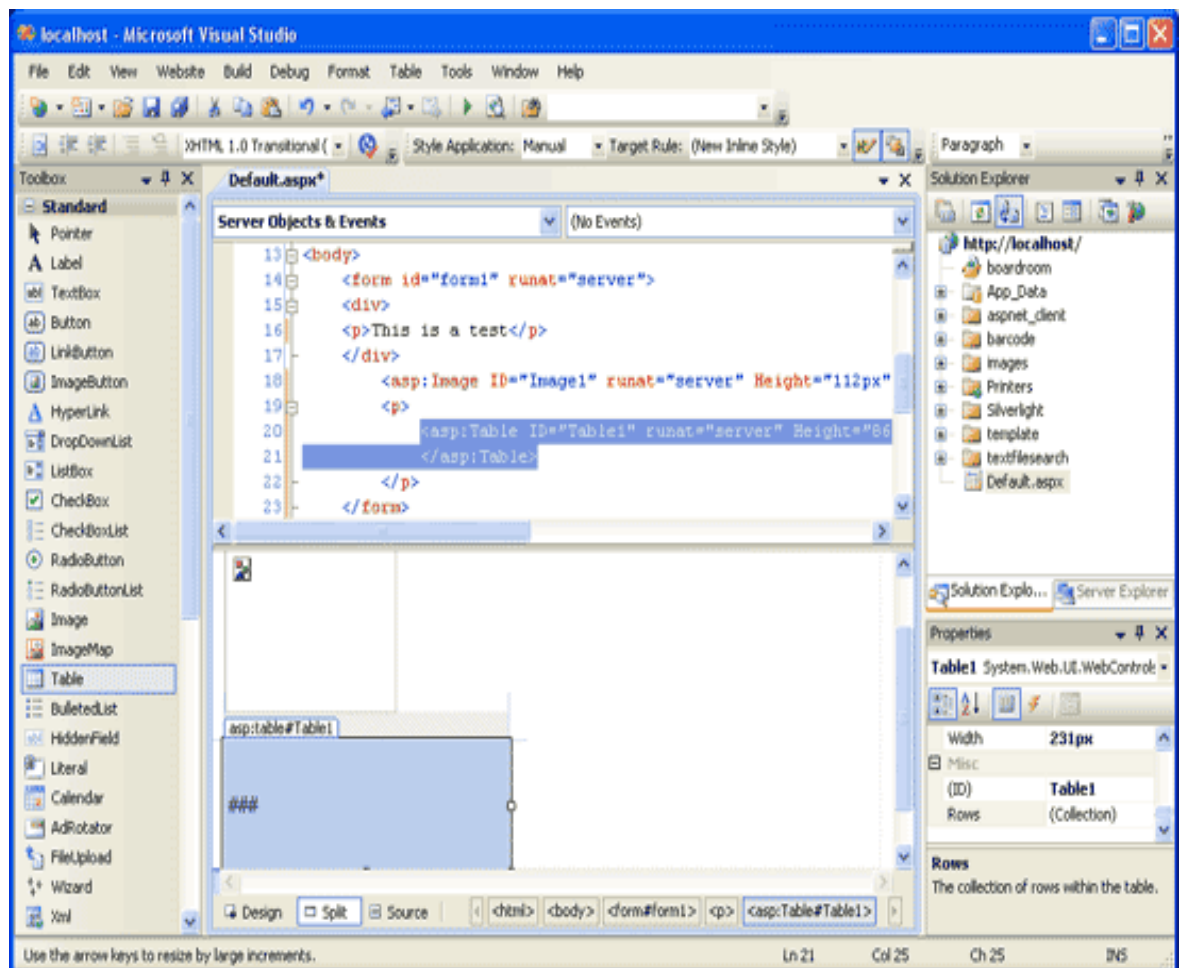 localhost - Microsoft Visual Studio
File Edit View Website Build Debug Format Table Tools Window Help
XHTML 1.0 Transitional ( Style Application: Manual Target Rule: (New Inline Style) Paragraph
Toolbox
Standard
Pointer
Label
TextBox
Button
LinkButton
ImageButton
HyperLink
DropDownList
ListBox
CheckBox
CheckBoxList
RadioButton
RadioButtonList
Image
ImageMap
Table
BulletedList
HiddenField
Literal
Calendar
AdRotator
FileUpload
Wizard
Xml
Default.aspx*
Server Objects & Events (No Events)
13 <body>
14 <form id="form1" runat="server">
15 <div>
16 <p>This is a test</p>
17 </div>
18 <asp:Image ID="Image1" runat="server" Height="112px"
19 <p>
20 <asp:Table ID="Table1" runat="server" Height="86
21 </asp:Table>
22 </p>
23 </form>
asp:table#Table1
###
Design Split Source <html> <body> <form#form1> <p> <asp:Table#Table1>
Solution Explorer
http://localhost/
boardroom
App_Data
aspnet_client
barcode
images
Printers
Silverlight
template
textfilesearch
Default.aspx
Solution Explo... Server Explorer
Properties
Table1 System.Web.UI.WebControls
Width 231px
Misc
(ID) Table1
Rows (Collection)
Rows
The collection of rows within the table.
Use the arrow keys to resize by large increments. Ln 21 Col 25 Ch 25 INS